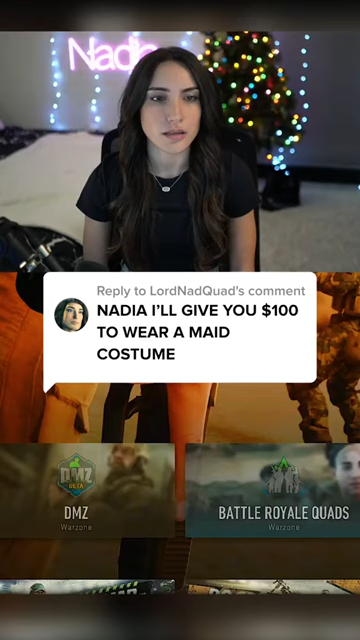 Nadia
Reply to LordNadQuad's comment
NADIA I'LL GIVE YOU $100
TO WEAR A MAID
COSTUME
DMZ
BETA
DMZ
Warzone
BATTLE ROYALE QUADS
Warzone